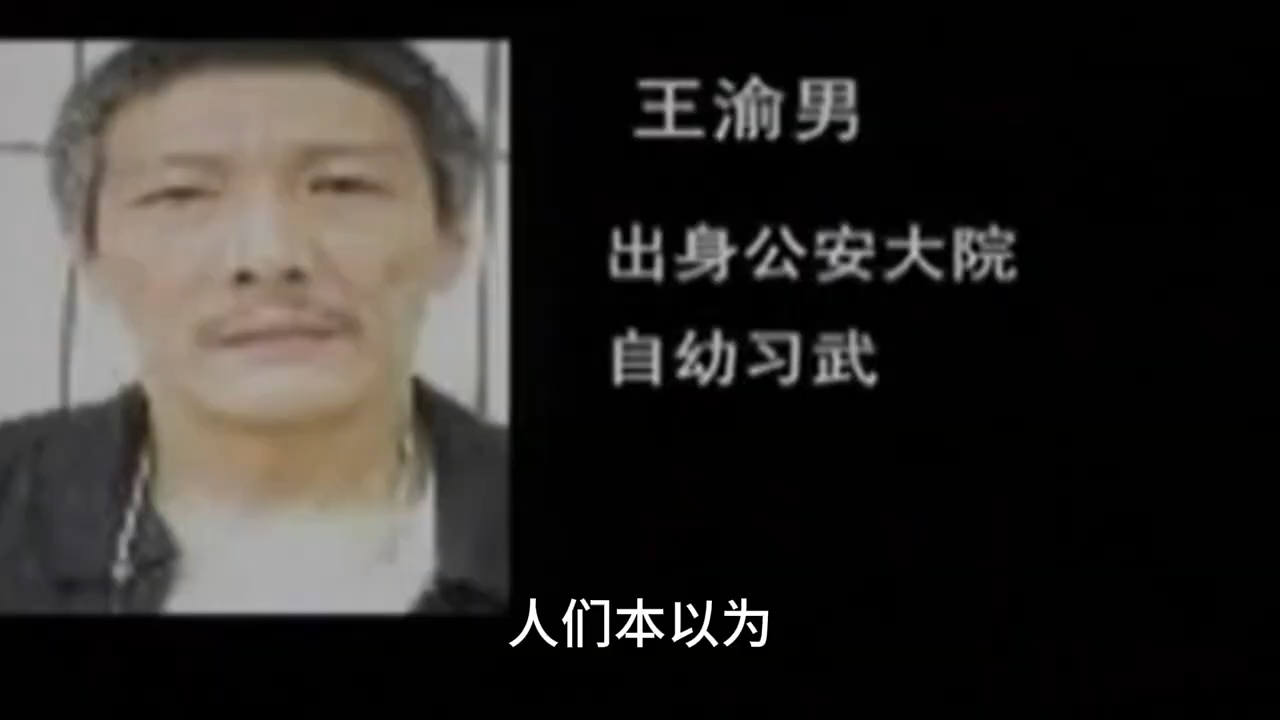 王渝男
出身公安大院
自幼习武
人们本以为